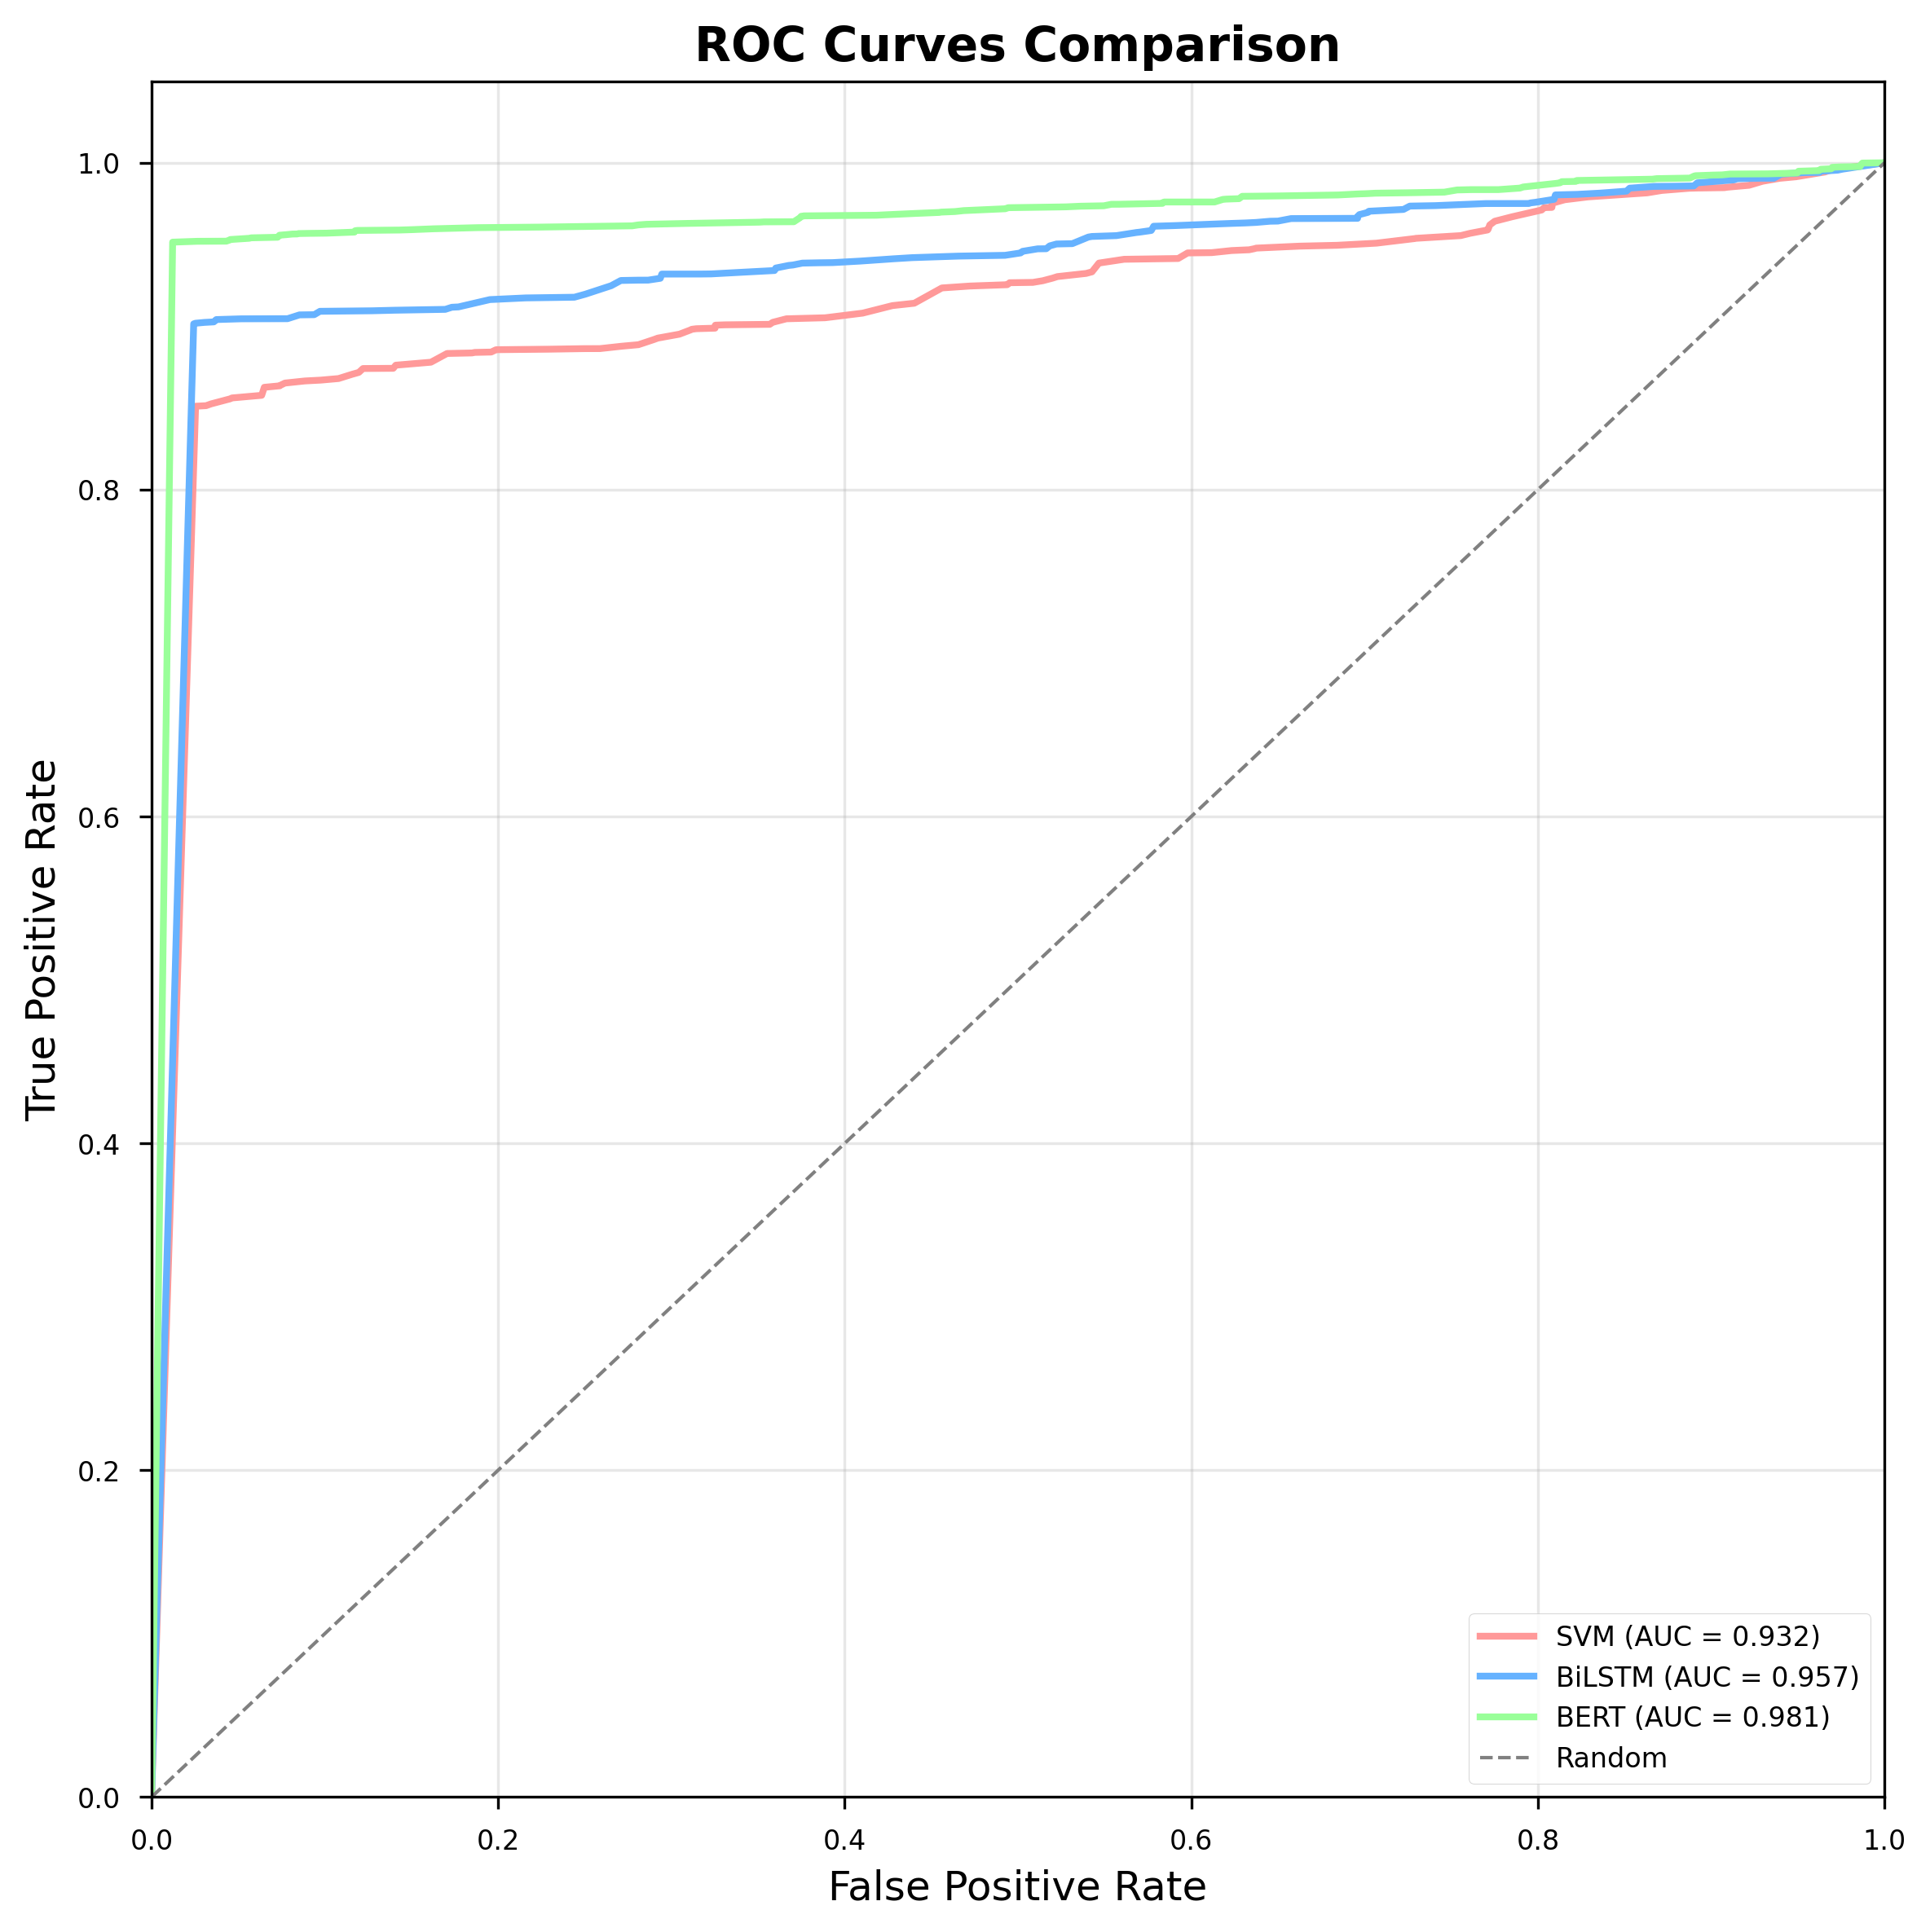 ROC Curves Comparison
True Positive Rate
1.0
0.8
0.6
0.4
0.2
0.0
0.0 0.2 0.4 0.6 0.8 1.0
False Positive Rate
SVM (AUC = 0.932)
BiLSTM (AUC = 0.957)
BERT (AUC = 0.981)
Random